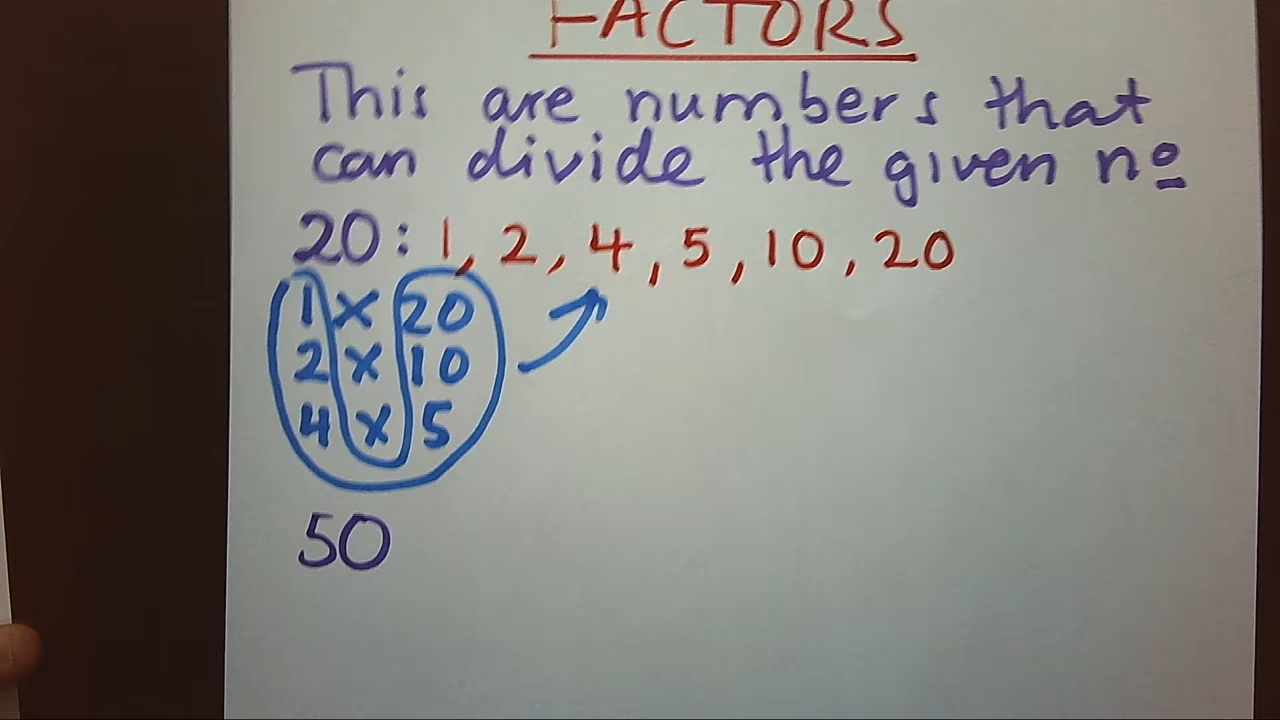 FACTORS
This are numbers that
can divide the given nº
20: 1, 2, 4, 5, 10, 20
1 x 20
2 x 10
4 x 5
50